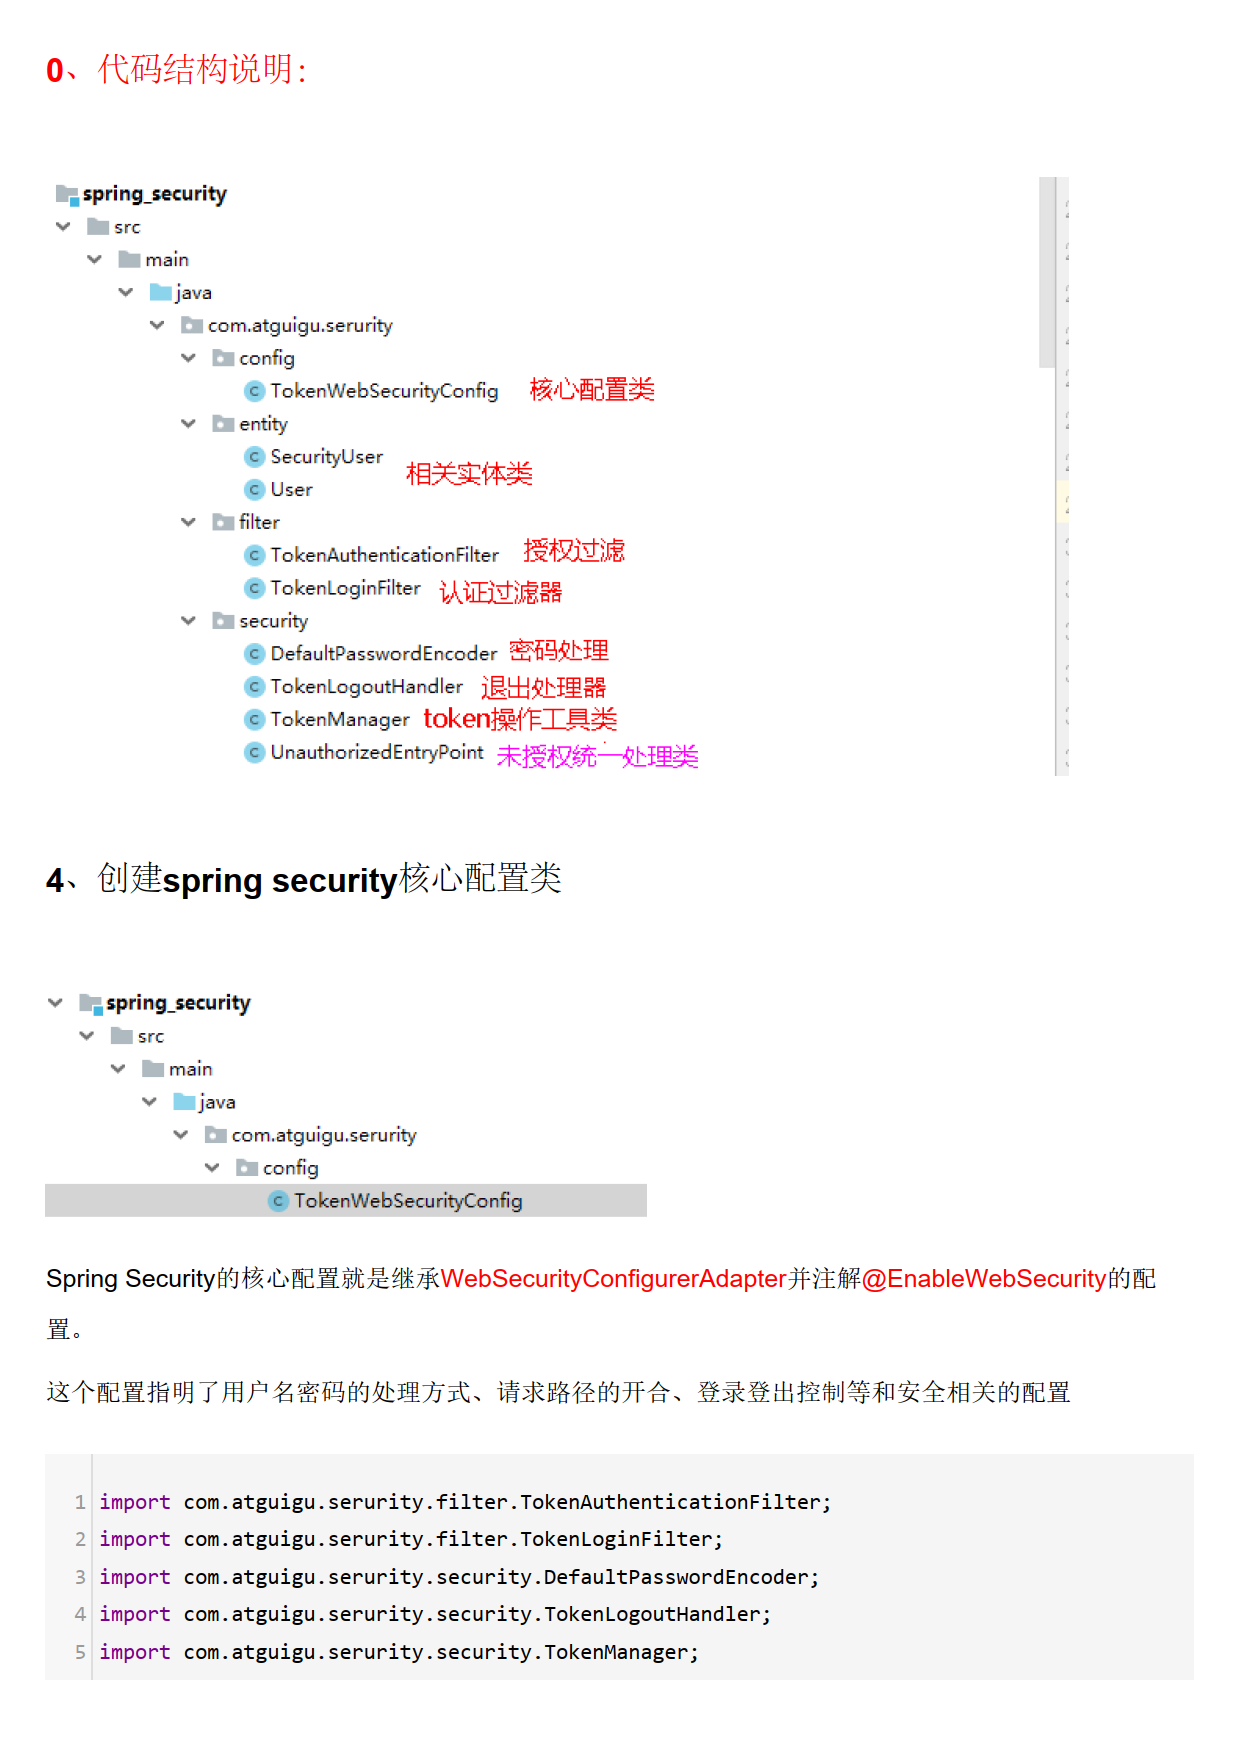 0、代码结构说明：
spring_security
src
main
java
com.atguigu.serurity
config
TokenWebSecurityConfig 核心配置类
entity
SecurityUser
相关实体类
User
filter
TokenAuthenticationFilter 授权过滤
TokenLoginFilter 认证过滤器
security
DefaultPasswordEncoder 密码处理
TokenLogoutHandler 退出处理器
TokenManager token操作工具类
UnauthorizedEntryPoint 未授权统一处理类
4、创建spring security核心配置类
spring_security
src
main
java
com.atguigu.serurity
config
TokenWebSecurityConfig
Spring Security的核心配置就是继承WebSecurityConfigurerAdapter并注解@EnableWebSecurity的配
置。
这个配置指明了用户名密码的处理方式、请求路径的开合、登录登出控制等和安全相关的配置
1 import com.atguigu.serurity.filter.TokenAuthenticationFilter;
2 import com.atguigu.serurity.filter.TokenLoginFilter;
3 import com.atguigu.serurity.security.DefaultPasswordEncoder;
4 import com.atguigu.serurity.security.TokenLogoutHandler;
5 import com.atguigu.serurity.security.TokenManager;